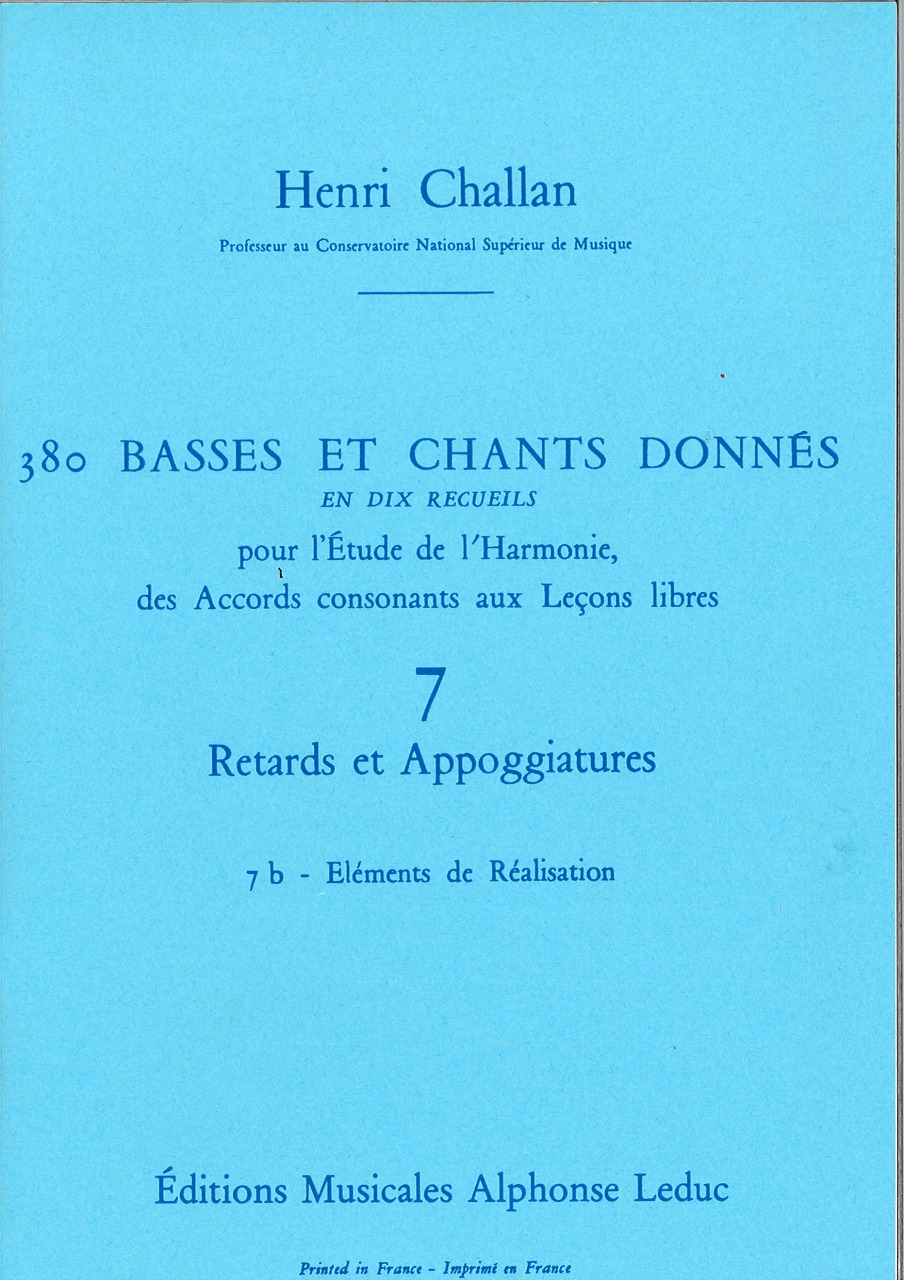 Henri Challan
Professeur au Conservatoire National Supérieur de Musique
380 BASSES ET CHANTS DONNÉS
EN DIX RECUEILS
pour l'Étude de l'Harmonie,
des Accords consonants aux Leçons libres
7
Retards et Appoggiatures
7 b - Eléments de Réalisation
Éditions Musicales Alphonse Leduc
Printed in France - Imprimé en France